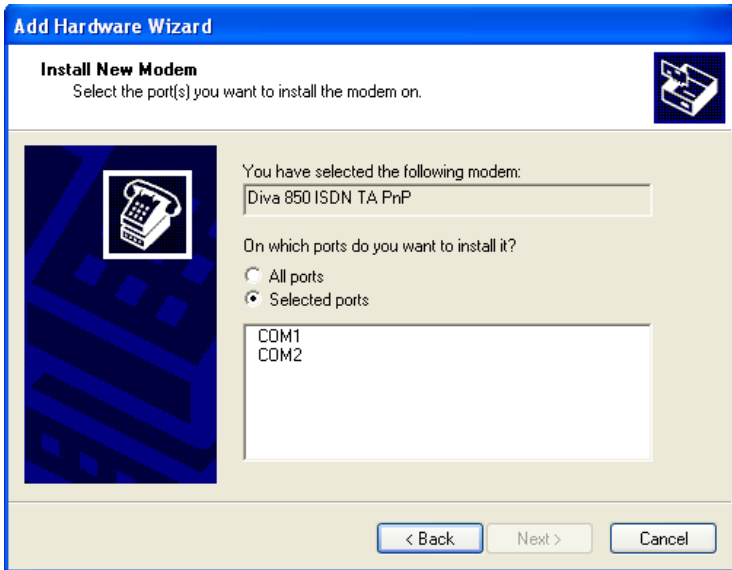 Add Hardware Wizard
Install New Modem
Select the port(s) you want to install the modem on.
You have selected the following modem:
Diva 850 ISDN TA PnP
On which ports do you want to install it?
All ports
Selected ports
COM1
COM2
< Back Next > Cancel